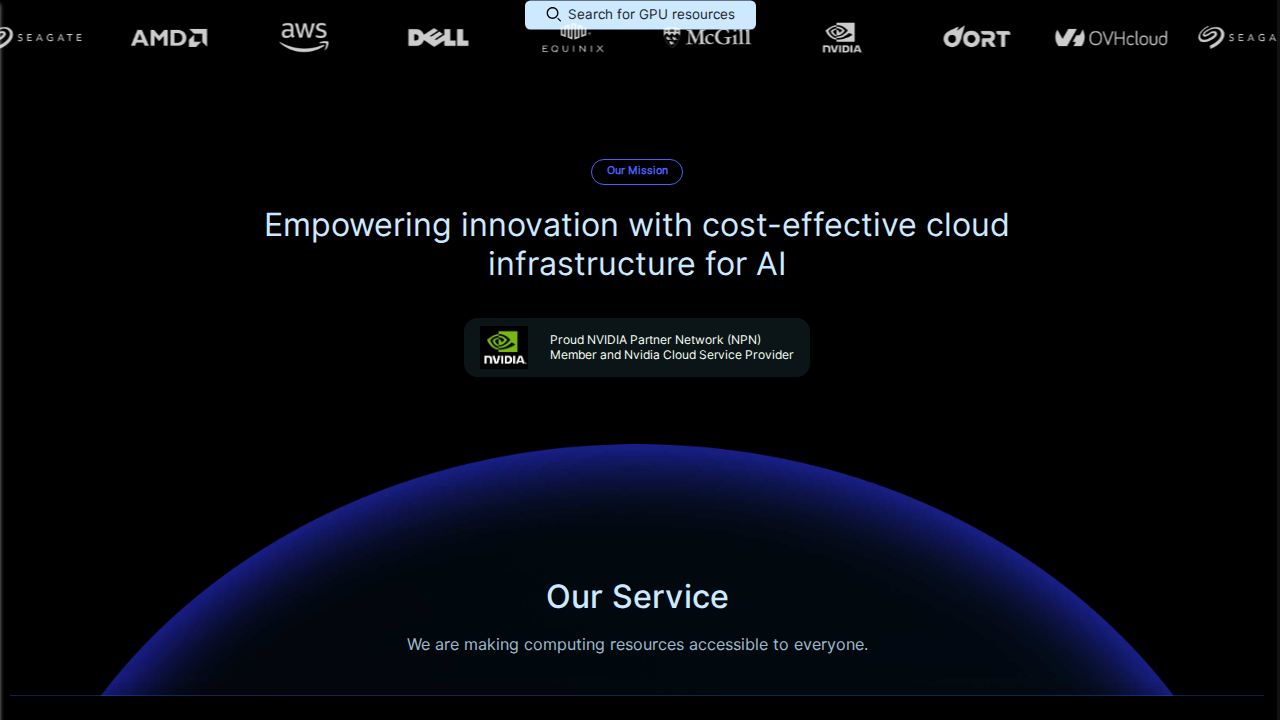 Search for GPU resources
SEAGATE
AMD
aws
DELL
EQUINIX
McGill
NVIDIA
DORT
OVHcloud
SEAGA
Our Mission
Empowering innovation with cost-effective cloud
infrastructure for AI
NVIDIA.
Proud NVIDIA Partner Network (NPN)
Member and Nvidia Cloud Service Provider
Our Service
We are making computing resources accessible to everyone.